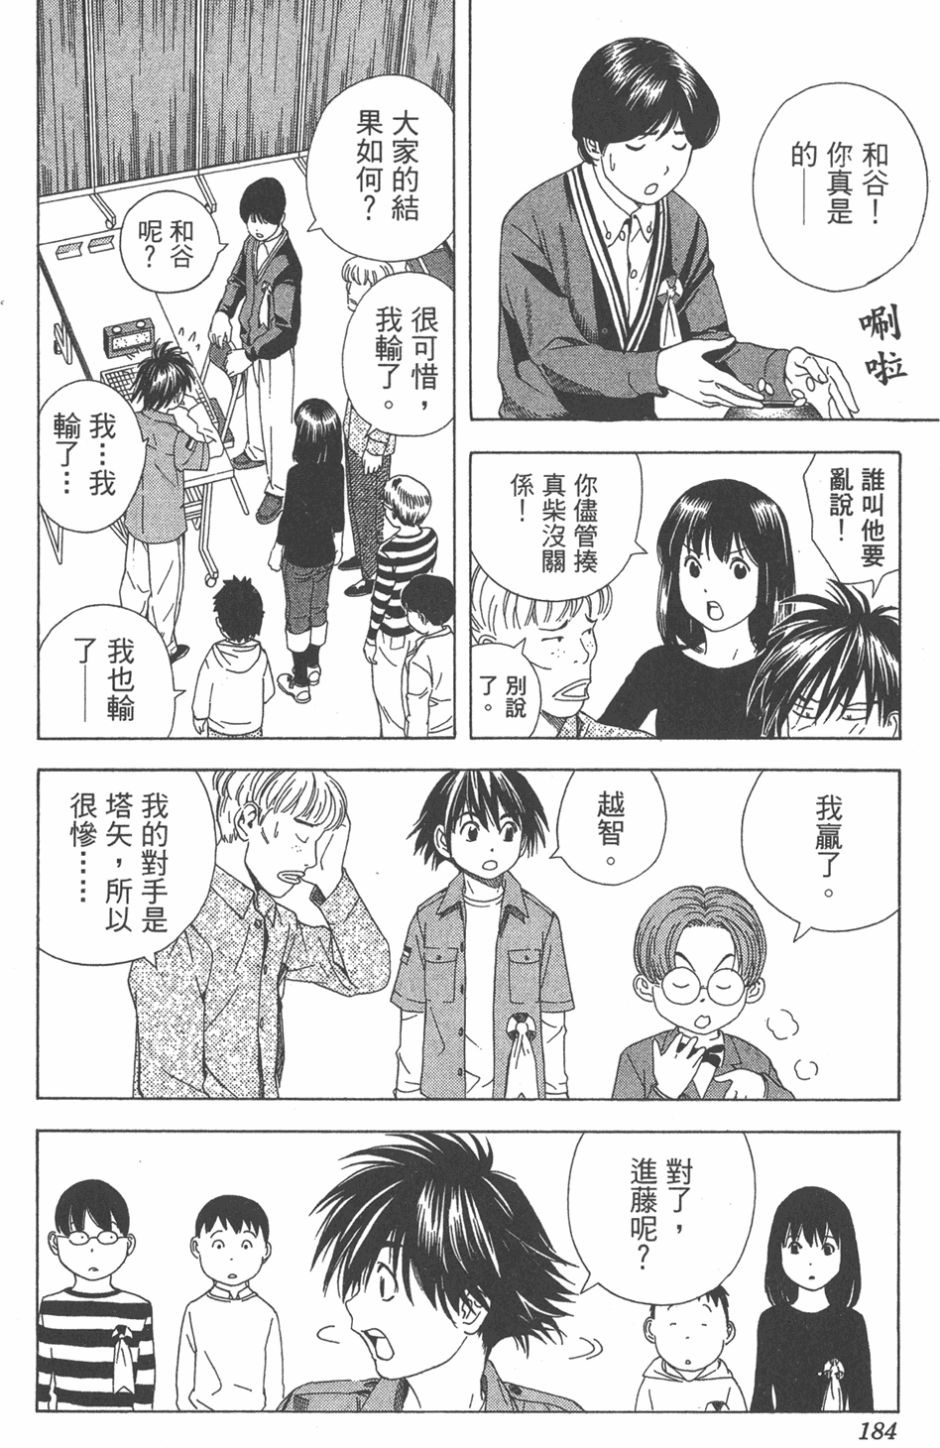 和谷！
你真是
的——
唰啦
誰叫他要
亂說！
你儘管揍
真柴沒關
係！
別說
了。
大家的結
果如何？
和谷
呢？
很可惜，
我輸了。
我…我
輸了…
我也輸
了——
我贏了。
越智。
我的對手是
塔矢，所以
很慘……
對了，
進藤呢？
184